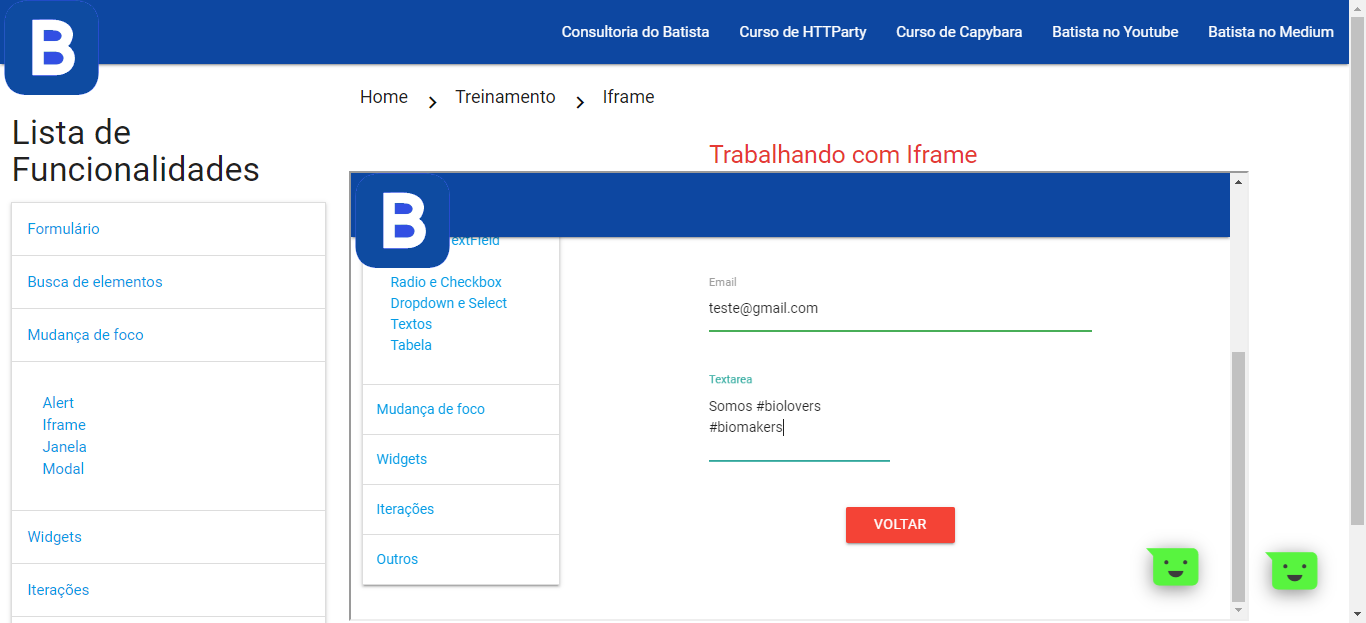 B
Consultoria do Batista
Curso de HTTParty
Curso de Capybara
Batista no Youtube
Batista no Medium
Home
Treinamento
Iframe
Lista de
Funcionalidades
Formulário
Busca de elementos
Mudança de foco
Alert
Iframe
Janela
Modal
Widgets
Iterações
Trabalhando com Iframe
B
Radio e Checkbox
Dropdown e Select
Textos
Tabela
Mudança de foco
Widgets
Iterações
Outros
Email
teste@gmail.com
Textarea
Somos #biolovers
#biomakers
VOLTAR